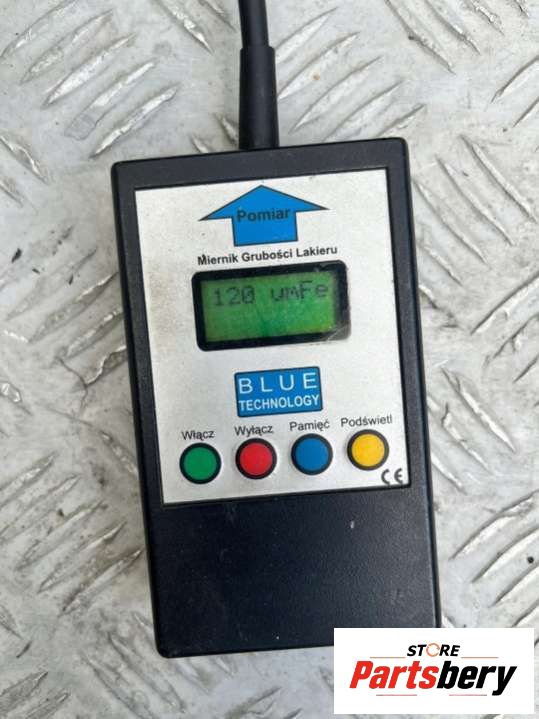 Pomiar
Miernik Grubości Lakieru
120 umFe
BLUE
TECHNOLOGY
Włącz Wyłącz Pamięć Podświetl
CE
STORE
Partsbery